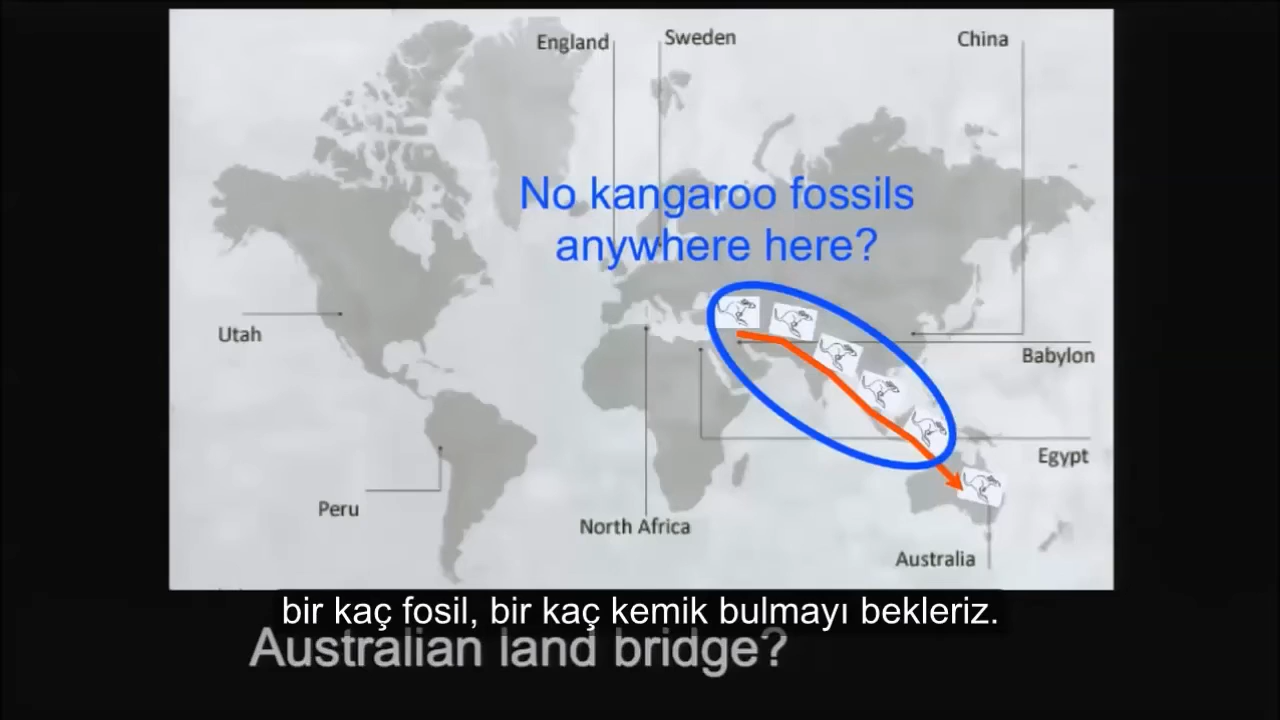 England
Sweden
China
No kangaroo fossils
anywhere here?
Utah
Babylon
Egypt
Peru
North Africa
Australia
bir kaç fosil, bir kaç kemik bulmayı bekleriz.
Australian land bridge?